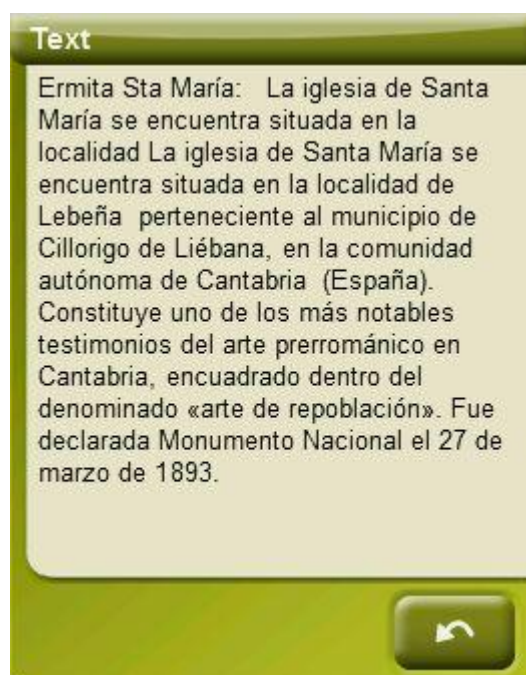 Text
Ermita Sta María:   La iglesia de Santa
María se encuentra situada en la
localidad La iglesia de Santa María se
encuentra situada en la localidad de
Lebeña  perteneciente al municipio de
Cillorigo de Liébana, en la comunidad
autónoma de Cantabria  (España).
Constituye uno de los más notables
testimonios del arte prerrománico en
Cantabria, encuadrado dentro del
denominado «arte de repoblación». Fue
declarada Monumento Nacional el 27 de
marzo de 1893.